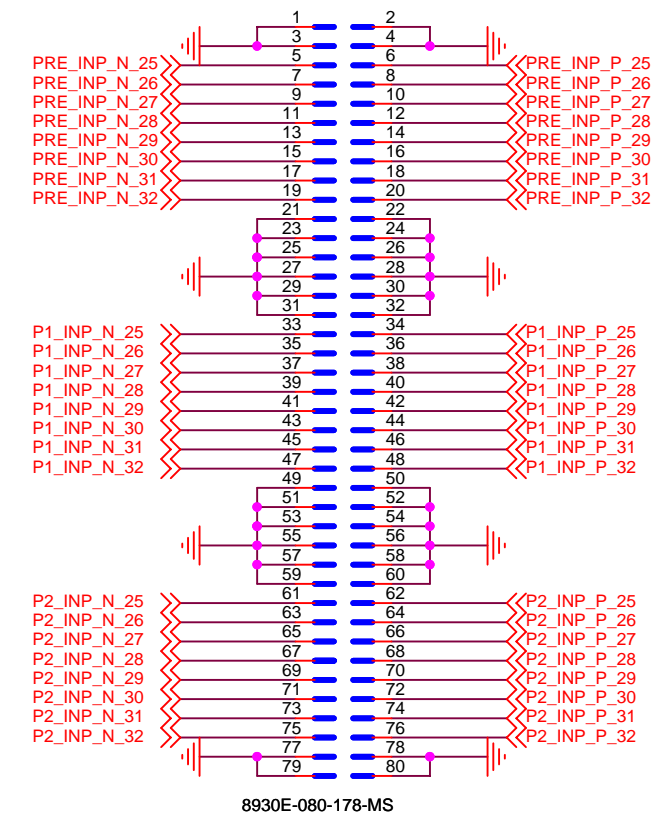 1 2
3 4
PRE_INP_N_25 5 6 PRE_INP_P_25
PRE_INP_N_26 7 8 PRE_INP_P_26
PRE_INP_N_27 9 10 PRE_INP_P_27
PRE_INP_N_28 11 12 PRE_INP_P_28
PRE_INP_N_29 13 14 PRE_INP_P_29
PRE_INP_N_30 15 16 PRE_INP_P_30
PRE_INP_N_31 17 18 PRE_INP_P_31
PRE_INP_N_32 19 20 PRE_INP_P_32
21 22
23 24
25 26
27 28
29 30
31 32
P1_INP_N_25 33 34 P1_INP_P_25
P1_INP_N_26 35 36 P1_INP_P_26
P1_INP_N_27 37 38 P1_INP_P_27
P1_INP_N_28 39 40 P1_INP_P_28
P1_INP_N_29 41 42 P1_INP_P_29
P1_INP_N_30 43 44 P1_INP_P_30
P1_INP_N_31 45 46 P1_INP_P_31
P1_INP_N_32 47 48 P1_INP_P_32
49 50
51 52
53 54
55 56
57 58
59 60
P2_INP_N_25 61 62 P2_INP_P_25
P2_INP_N_26 63 64 P2_INP_P_26
P2_INP_N_27 65 66 P2_INP_P_27
P2_INP_N_28 67 68 P2_INP_P_28
P2_INP_N_29 69 70 P2_INP_P_29
P2_INP_N_30 71 72 P2_INP_P_30
P2_INP_N_31 73 74 P2_INP_P_31
P2_INP_N_32 75 76 P2_INP_P_32
77 78
79 80
8930E-080-178-MS